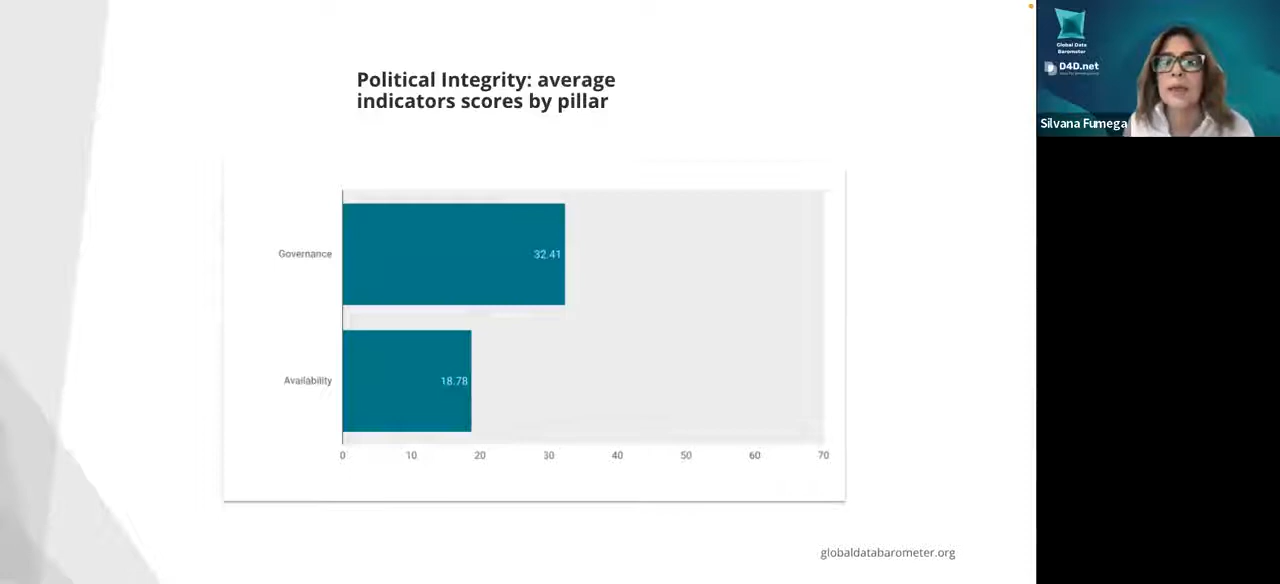 Political Integrity: average
indicators scores by pillar
Governance
32.41
Availability
18.78
0 10 20 30 40 50 60 70
globaldatabarometer.org
Global Data
Barometer
D4D.net
Silvana Fumega